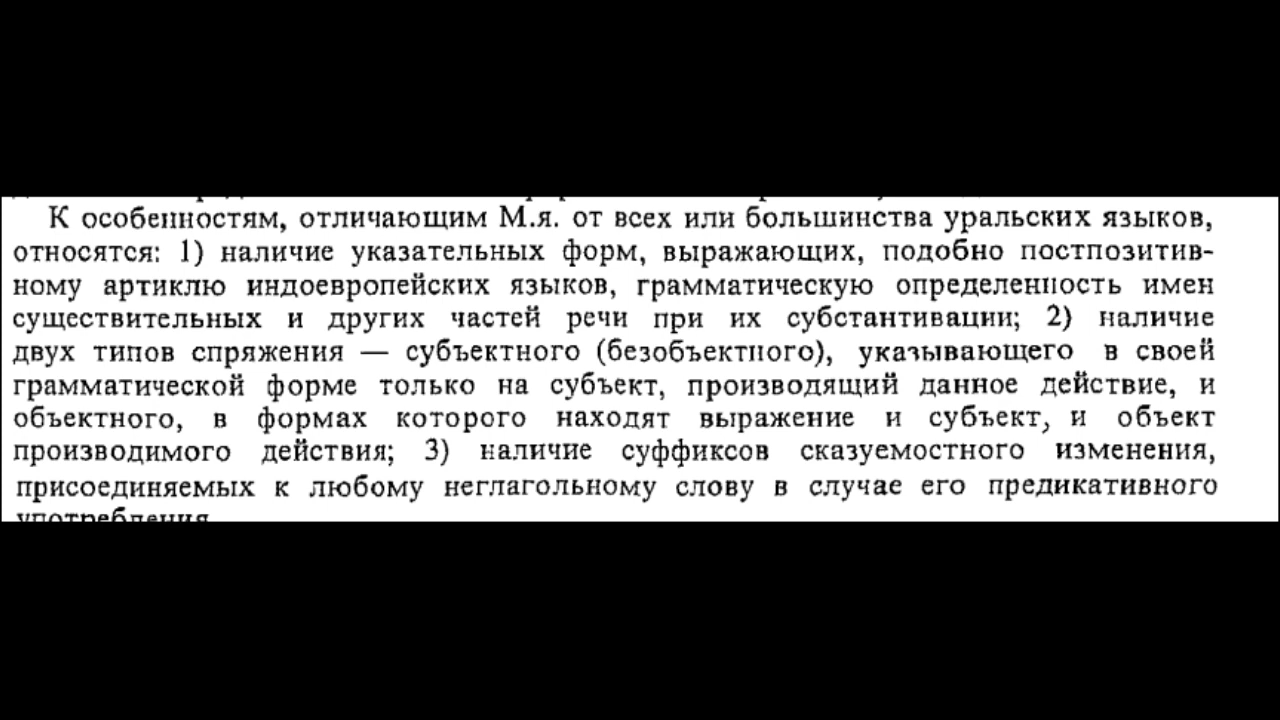 К особенностям, отличающим М.я. от всех или большинства уральских языков,
относятся: 1) наличие указательных форм, выражающих, подобно постпозитив-
ному артиклю индоевропейских языков, грамматическую определенность имен
существительных и других частей речи при их субстантивации; 2) наличие
двух типов спряжения — субъектного (безобъектного), указывающего в своей
грамматической форме только на субъект, производящий данное действие, и
объектного, в формах которого находят выражение и субъект, и объект
производимого действия; 3) наличие суффиксов сказуемостного изменения,
присоединяемых к любому неглагольному слову в случае его предикативного
употребления.